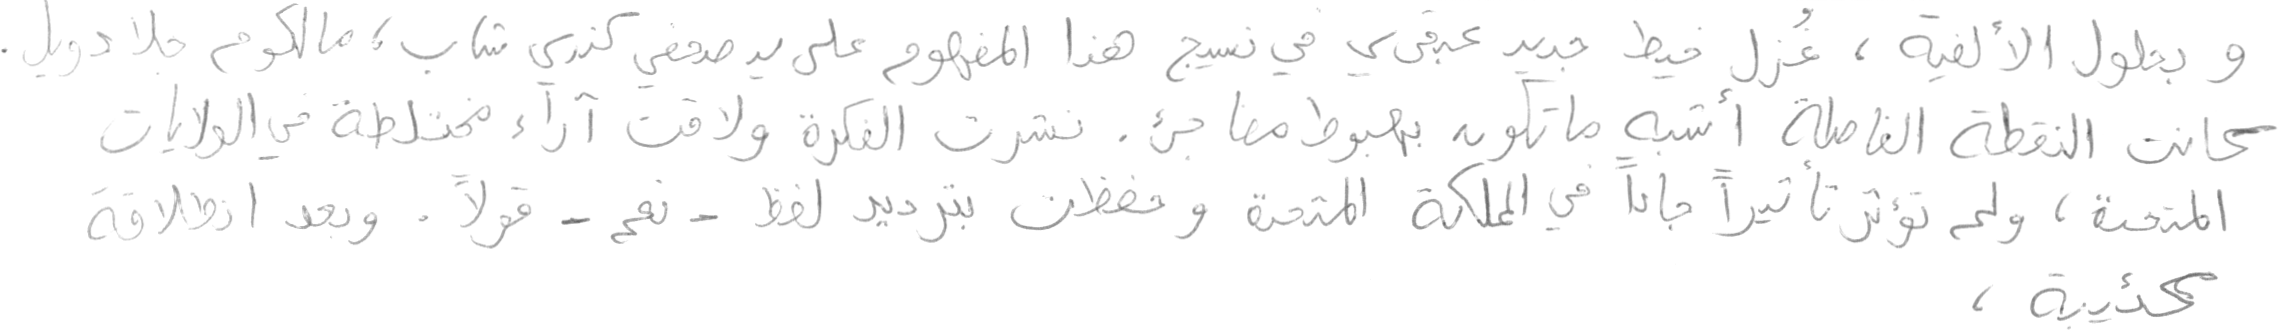 و بحلول الألفية ، غُزل خيط جديد عبقري في نسيج هذا المفهوم على يد صحفي كندي شاب ، مالكوم جلادويل .
كانت النقطة الفاصلة أشبه ما تكون بهبوط مفاجئ . نشرت الفكرة ولاقت آراء مختلطة في الولايات
المتحدة ، ولم تؤثر تأثيراً جاداً في المملكة المتحدة وحفظت بترديد لفظ - نعم - قولاً . وبعد انطلاقة
كئيبة ،